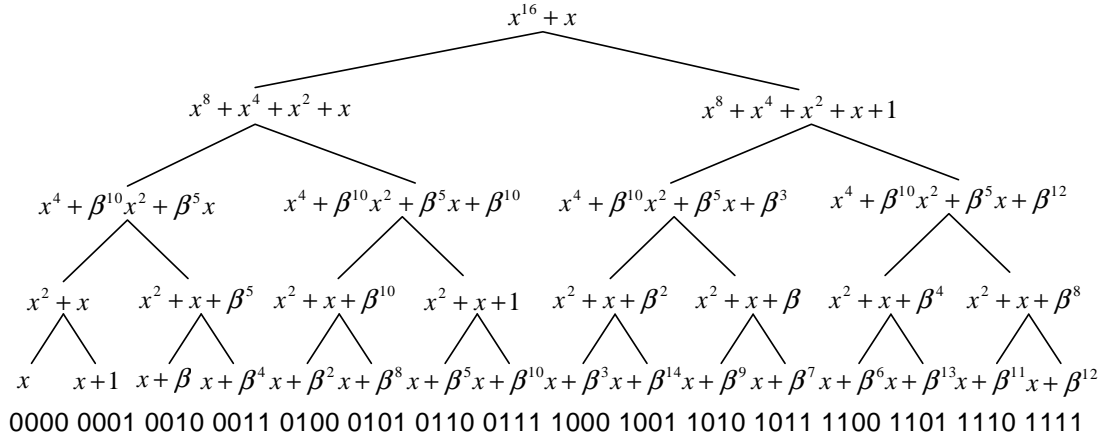 x^16 + x
x^8 + x^4 + x^2 + x x^8 + x^4 + x^2 + x + 1
x^4 + β^10 x^2 + β^5 x x^4 + β^10 x^2 + β^5 x + β^10 x^4 + β^10 x^2 + β^5 x + β^3 x^4 + β^10 x^2 + β^5 x + β^12
x^2 + x x^2 + x + β^5 x^2 + x + β^10 x^2 + x + 1 x^2 + x + β^2 x^2 + x + β x^2 + x + β^4 x^2 + x + β^8
x x + 1 x + β x + β^4 x + β^2 x + β^8 x + β^5 x + β^10 x + β^3 x + β^14 x + β^9 x + β^7 x + β^6 x + β^13 x + β^11 x + β^12
0000 0001 0010 0011 0100 0101 0110 0111 1000 1001 1010 1011 1100 1101 1110 1111